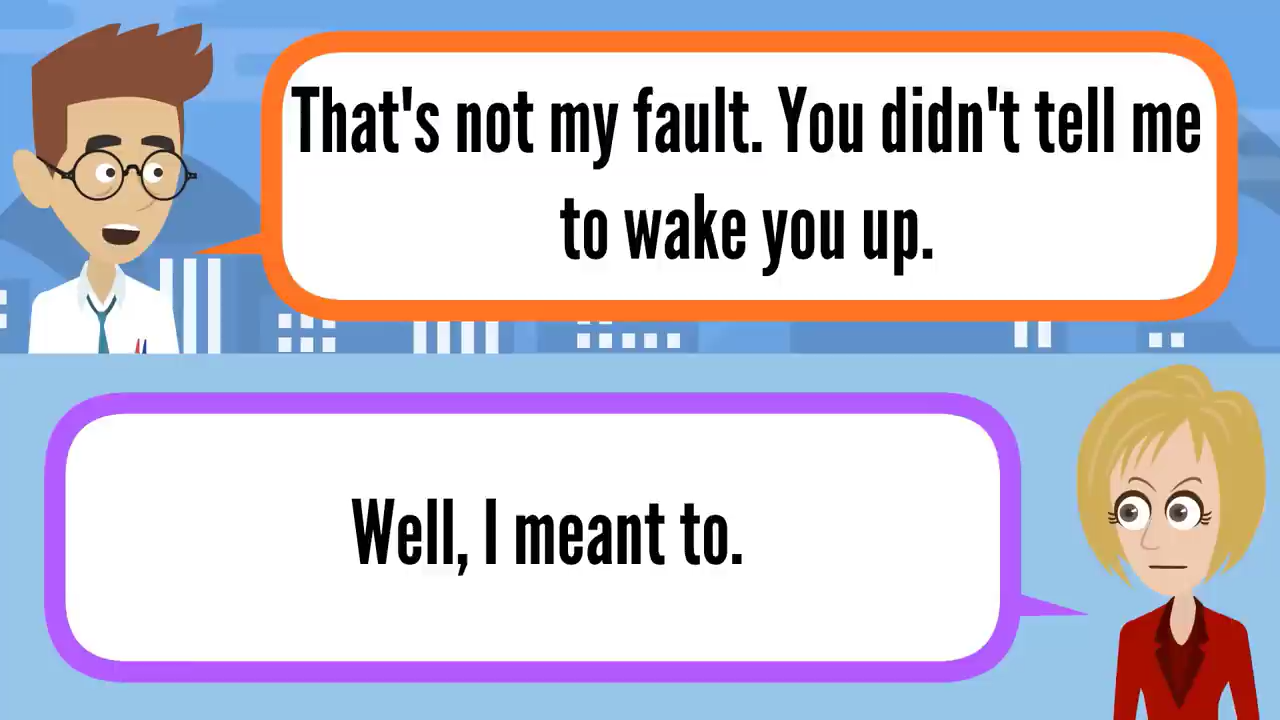 That's not my fault. You didn't tell me
to wake you up.
Well, I meant to.